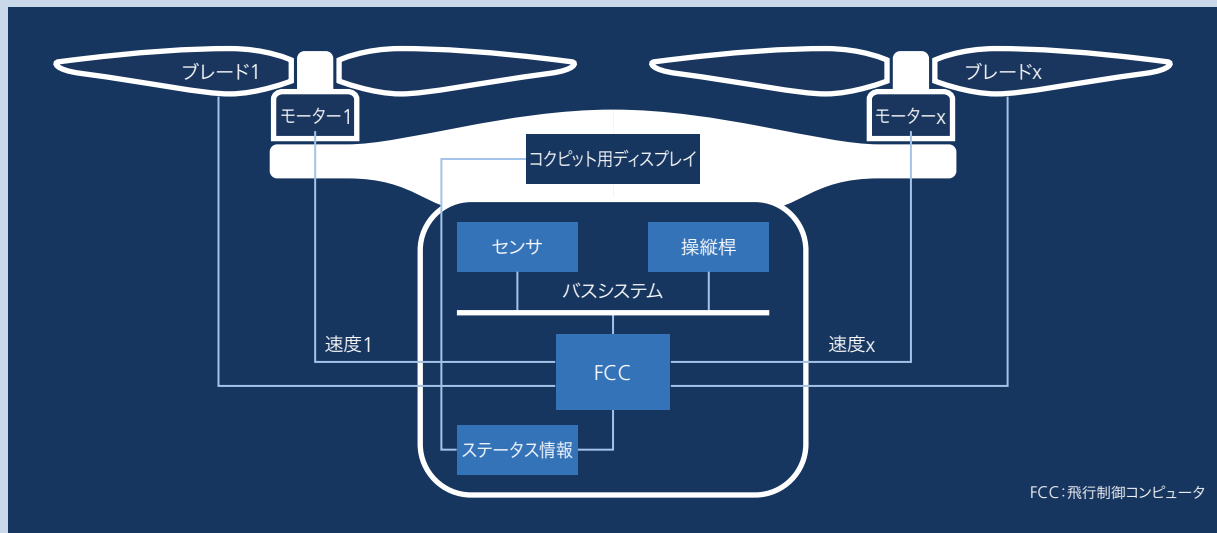 ブレード1
ブレードx
モーター1
モーターx
コクピット用ディスプレイ
センサ
操縦桿
バスシステム
速度1
速度x
FCC
ステータス情報
FCC：飛行制御コンピュータ